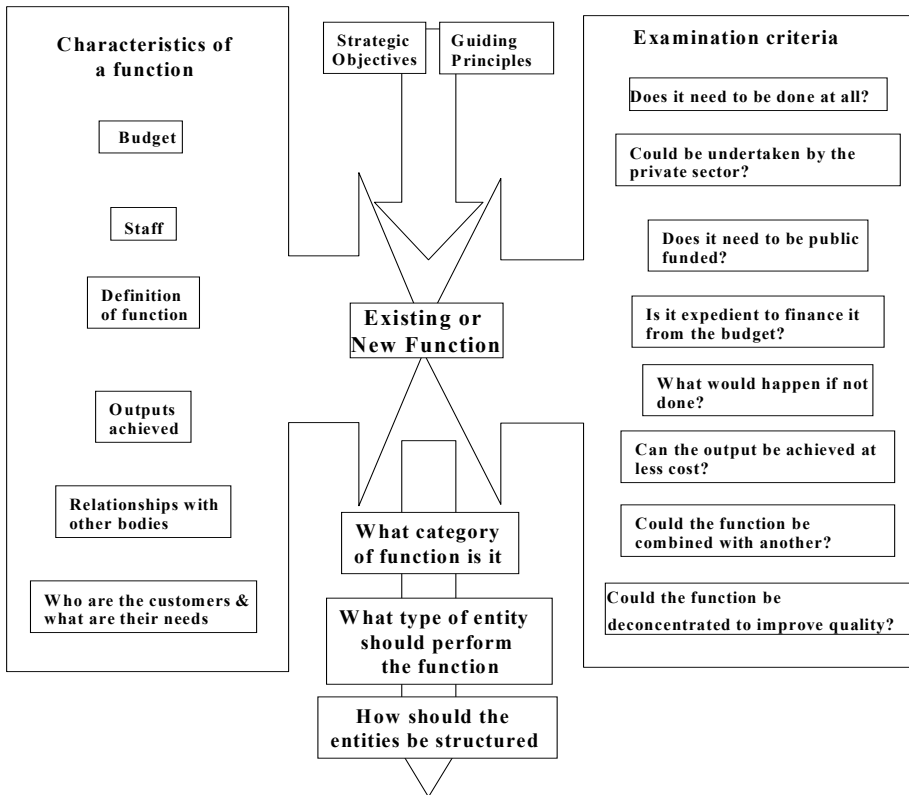 Characteristics of
a function
Budget
Staff
Definition
of function
Outputs
achieved
Relationships with
other bodies
Who are the customers &
what are their needs
Strategic
Objectives
Guiding
Principles
Existing or
New Function
What category
of function is it
What type of entity
should perform
the function
How should the
entities be structured
Examination criteria
Does it need to be done at all?
Could be undertaken by the
private sector?
Does it need to be public
funded?
Is it expedient to finance it
from the budget?
What would happen if not
done?
Can the output be achieved at
less cost?
Could the function be
combined with another?
Could the function be
deconcentrated to improve quality?